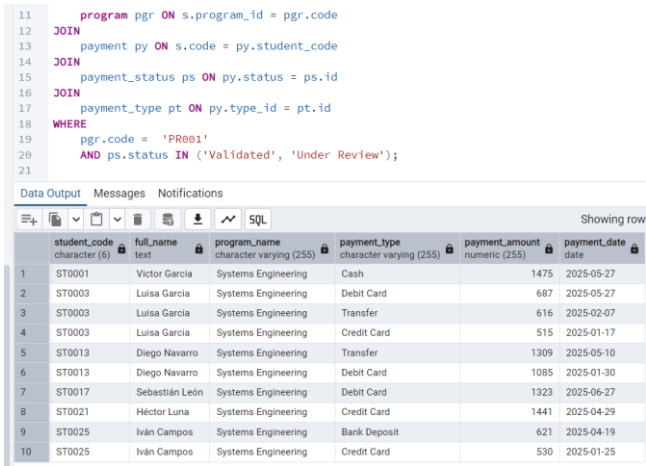 11 program pgr ON s.program_id = pgr.code
12 JOIN
13 payment py ON s.code = py.student_code
14 JOIN
15 payment_status ps ON py.status = ps.id
16 JOIN
17 payment_type pt ON py.type_id = pt.id
18 WHERE
19 pgr.code =  'PR001'
20 AND ps.status IN ('Validated', 'Under Review');
21
Data Output Messages Notifications
SQL Showing row
student_code full_name program_name payment_type payment_amount payment_date
character (6) text character varying (255) character varying (255) numeric (255) date
1 ST0001 Victor Garcia Systems Engineering Cash 1475 2025-05-27
2 ST0003 Luisa Garcia Systems Engineering Debit Card 687 2025-05-27
3 ST0003 Luisa Garcia Systems Engineering Transfer 616 2025-02-07
4 ST0003 Luisa Garcia Systems Engineering Credit Card 515 2025-01-17
5 ST0013 Diego Navarro Systems Engineering Transfer 1309 2025-05-10
6 ST0013 Diego Navarro Systems Engineering Debit Card 1085 2025-01-30
7 ST0017 Sebastián León Systems Engineering Debit Card 1323 2025-06-27
8 ST0021 Héctor Luna Systems Engineering Credit Card 1441 2025-04-29
9 ST0025 Iván Campos Systems Engineering Bank Deposit 621 2025-04-19
10 ST0025 Iván Campos Systems Engineering Credit Card 530 2025-01-25